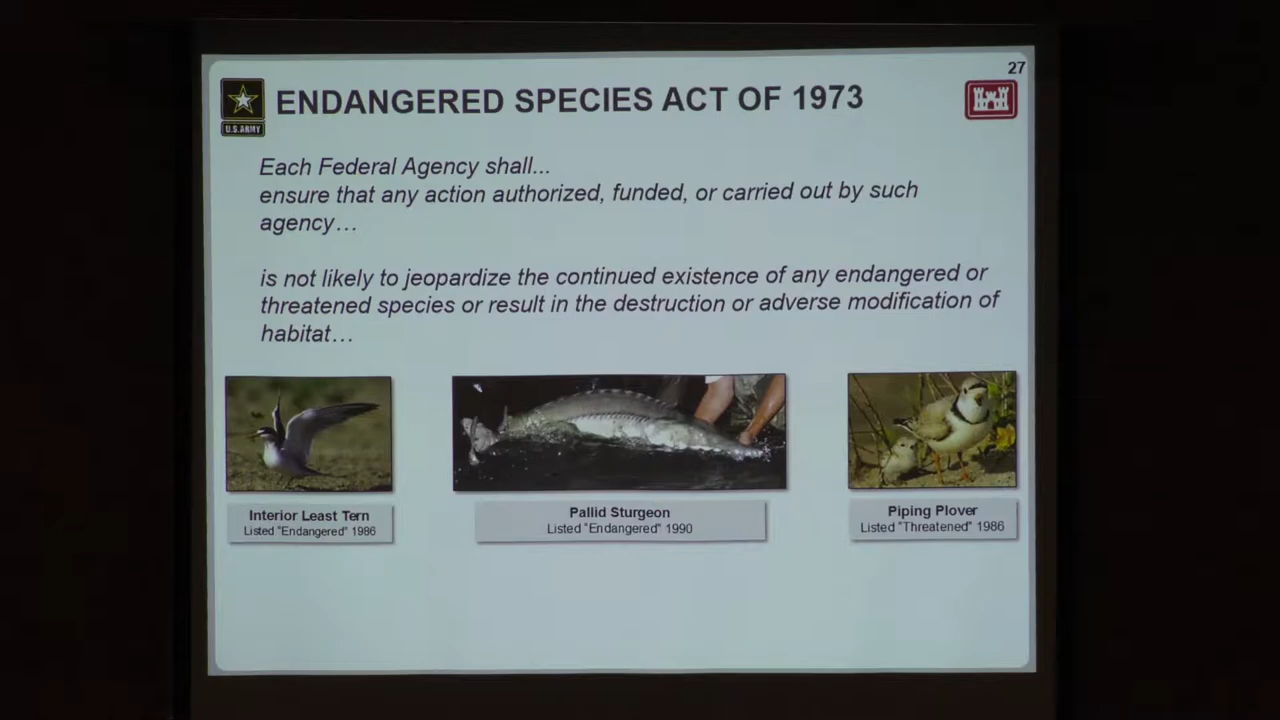 27
ENDANGERED SPECIES ACT OF 1973
U.S.ARMY
Each Federal Agency shall...
ensure that any action authorized, funded, or carried out by such
agency…
is not likely to jeopardize the continued existence of any endangered or
threatened species or result in the destruction or adverse modification of
habitat…
Interior Least Tern
Listed "Endangered" 1986
Pallid Sturgeon
Listed "Endangered" 1990
Piping Plover
Listed "Threatened" 1986